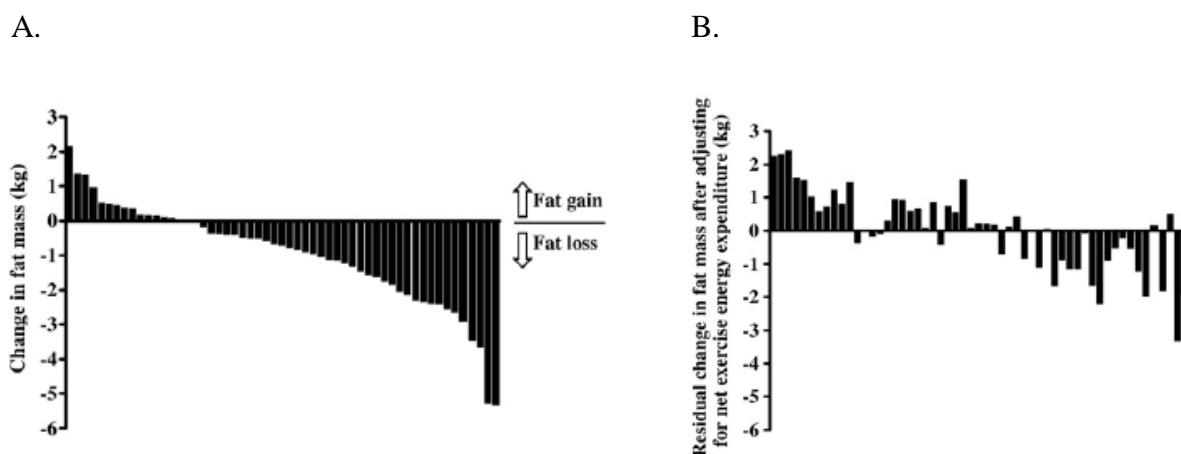 A.
B.
Change in fat mass (kg)
3
2
1
0
-1
-2
-3
-4
-5
-6
Fat gain
Fat loss
Residual change in fat mass after adjusting
for net exercise energy expenditure (kg)
3
2
1
0
-1
-2
-3
-4
-5
-6